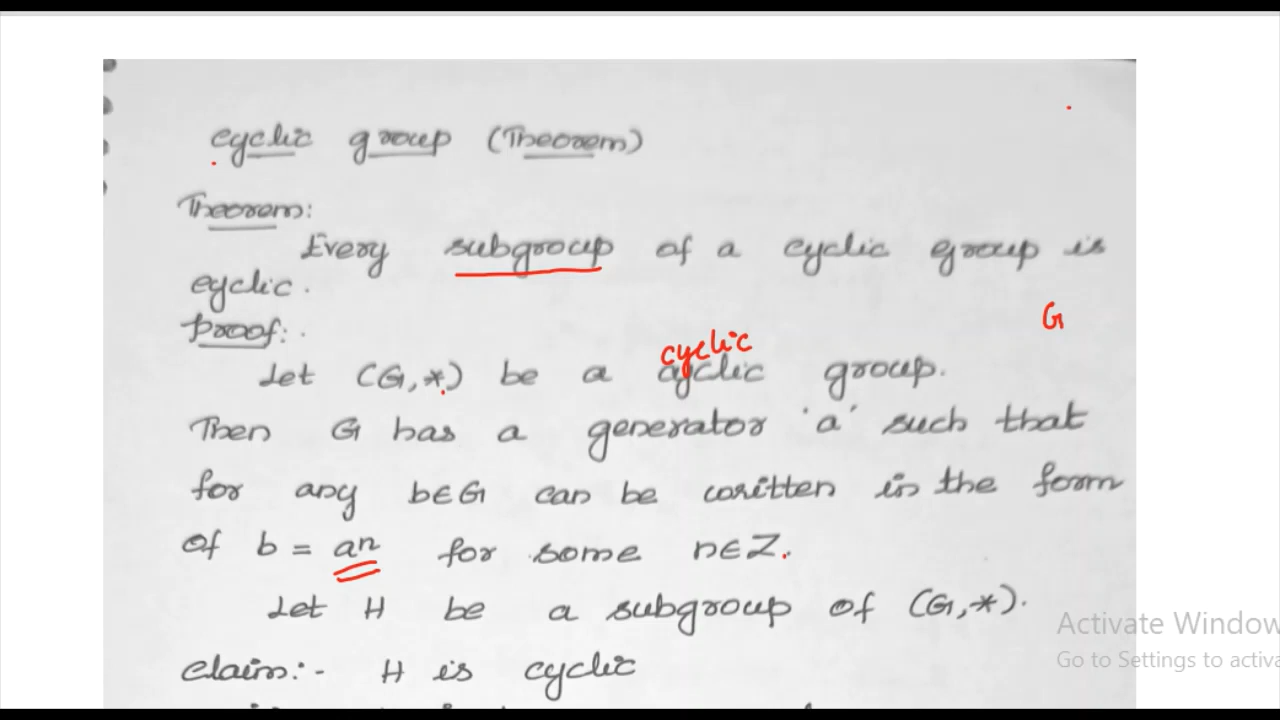 cyclic group (Theorem)
Theorem:
Every subgroup of a cyclic group is
cyclic.
Proof:.
G
cyclic
Let (G,*) be a cyclic group.
Then G has a generator 'a' such that
for any b∈G can be written in the form
of b = an for some n∈Z.
Let H be a subgroup of (G,*).
Activate Window
Claim:- H is cyclic
Go to Settings to activa